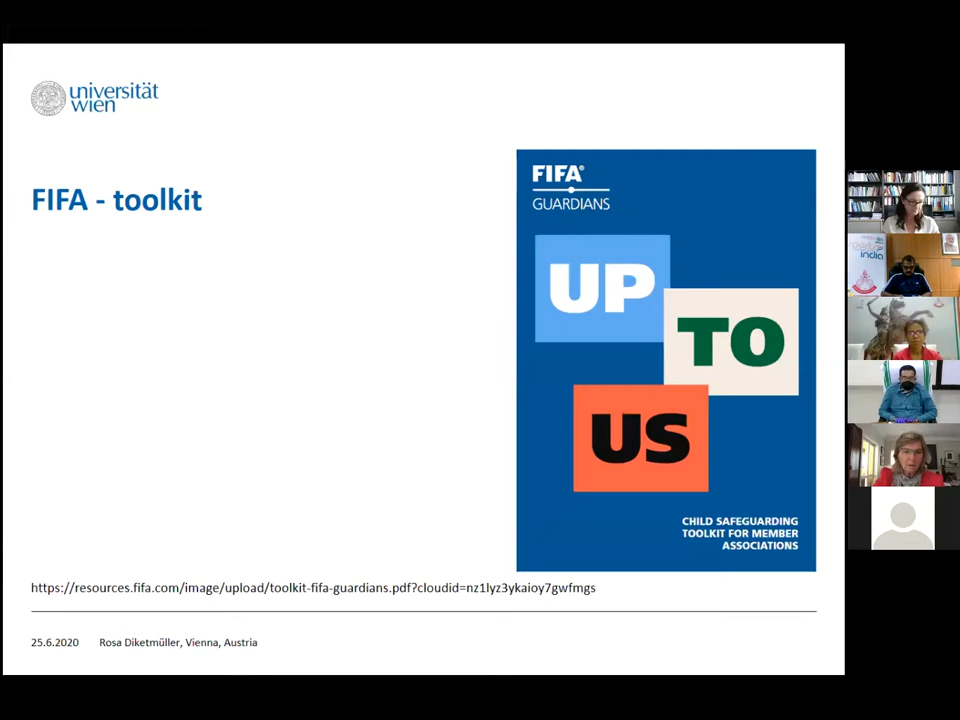 universität
wien
FIFA - toolkit
FIFA®
GUARDIANS
UP
TO
US
CHILD SAFEGUARDING
TOOLKIT FOR MEMBER
ASSOCIATIONS
https://resources.fifa.com/image/upload/toolkit-fifa-guardians.pdf?cloudid=nz1lyz3ykaioy7gwfmgs
25.6.2020 Rosa Diketmüller, Vienna, Austria
india